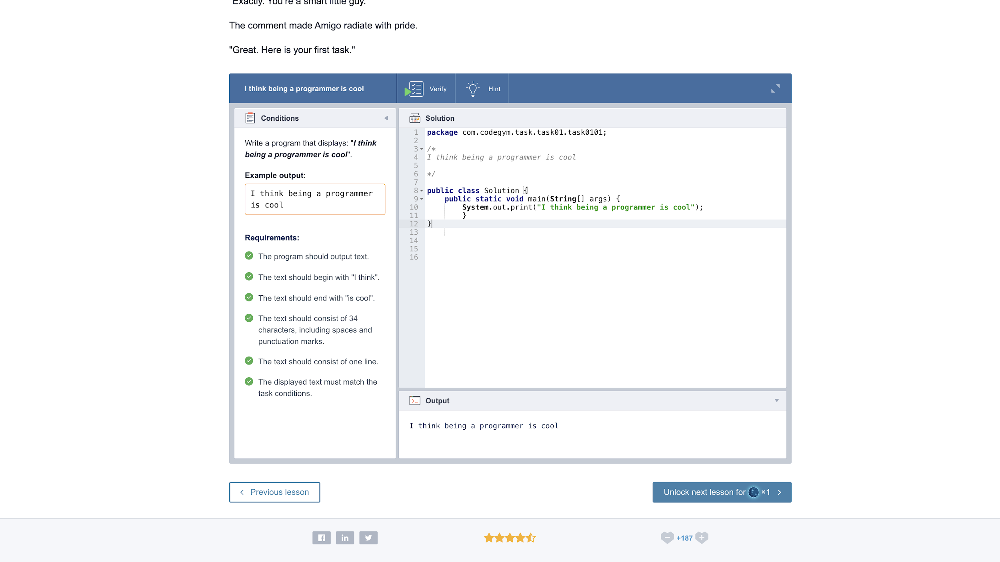 "Exactly. You're a smart little guy."
The comment made Amigo radiate with pride.
"Great. Here is your first task."
I think being a programmer is cool
Verify
Hint
Conditions
Write a program that displays: "I think
being a programmer is cool".
Example output:
I think being a programmer
is cool
Requirements:
The program should output text.
The text should begin with "I think".
The text should end with "is cool".
The text should consist of 34
characters, including spaces and
punctuation marks.
The text should consist of one line.
The displayed text must match the
task conditions.
Solution
1 package com.codegym.task.task01.task0101;
2
3 /*
4 I think being a programmer is cool
5
6 */
7
8 public class Solution {
9 public static void main(String[] args) {
10 System.out.print("I think being a programmer is cool");
11 }
12 }
13
14
15
16
Output
I think being a programmer is cool
Previous lesson
Unlock next lesson for ×1
+187